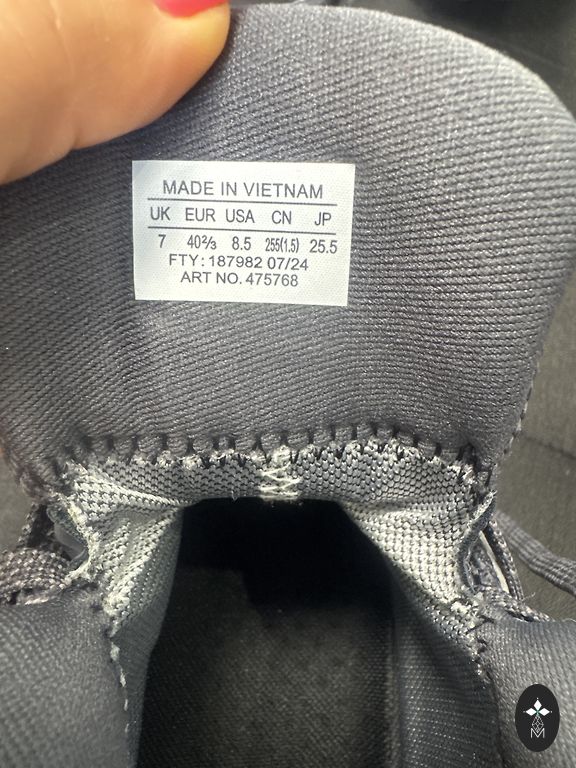 MADE IN VIETNAM
UK EUR USA CN JP
7 40⅔ 8.5 255(1.5) 25.5
FTY: 187982 07/24
ART NO. 475768
M